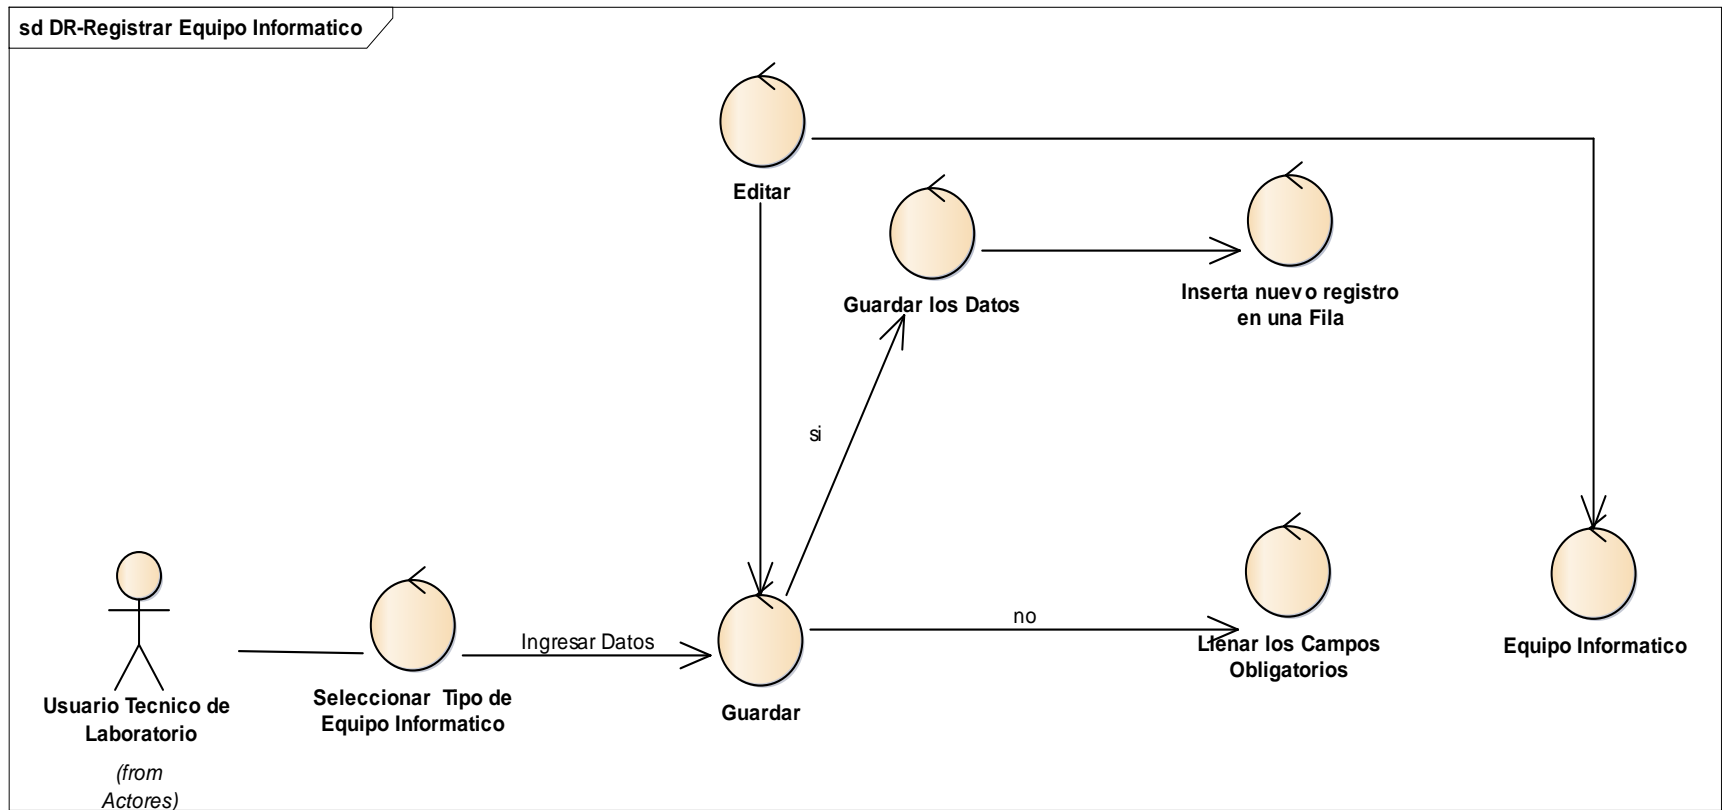 sd DR-Registrar Equipo Informatico
Editar
Guardar los Datos
Inserta nuevo registro
en una Fila
si
no
Ingresar Datos
Llenar los Campos
Obligatorios
Equipo Informatico
Usuario Tecnico de
Laboratorio
(from
Actores)
Seleccionar Tipo de
Equipo Informatico
Guardar